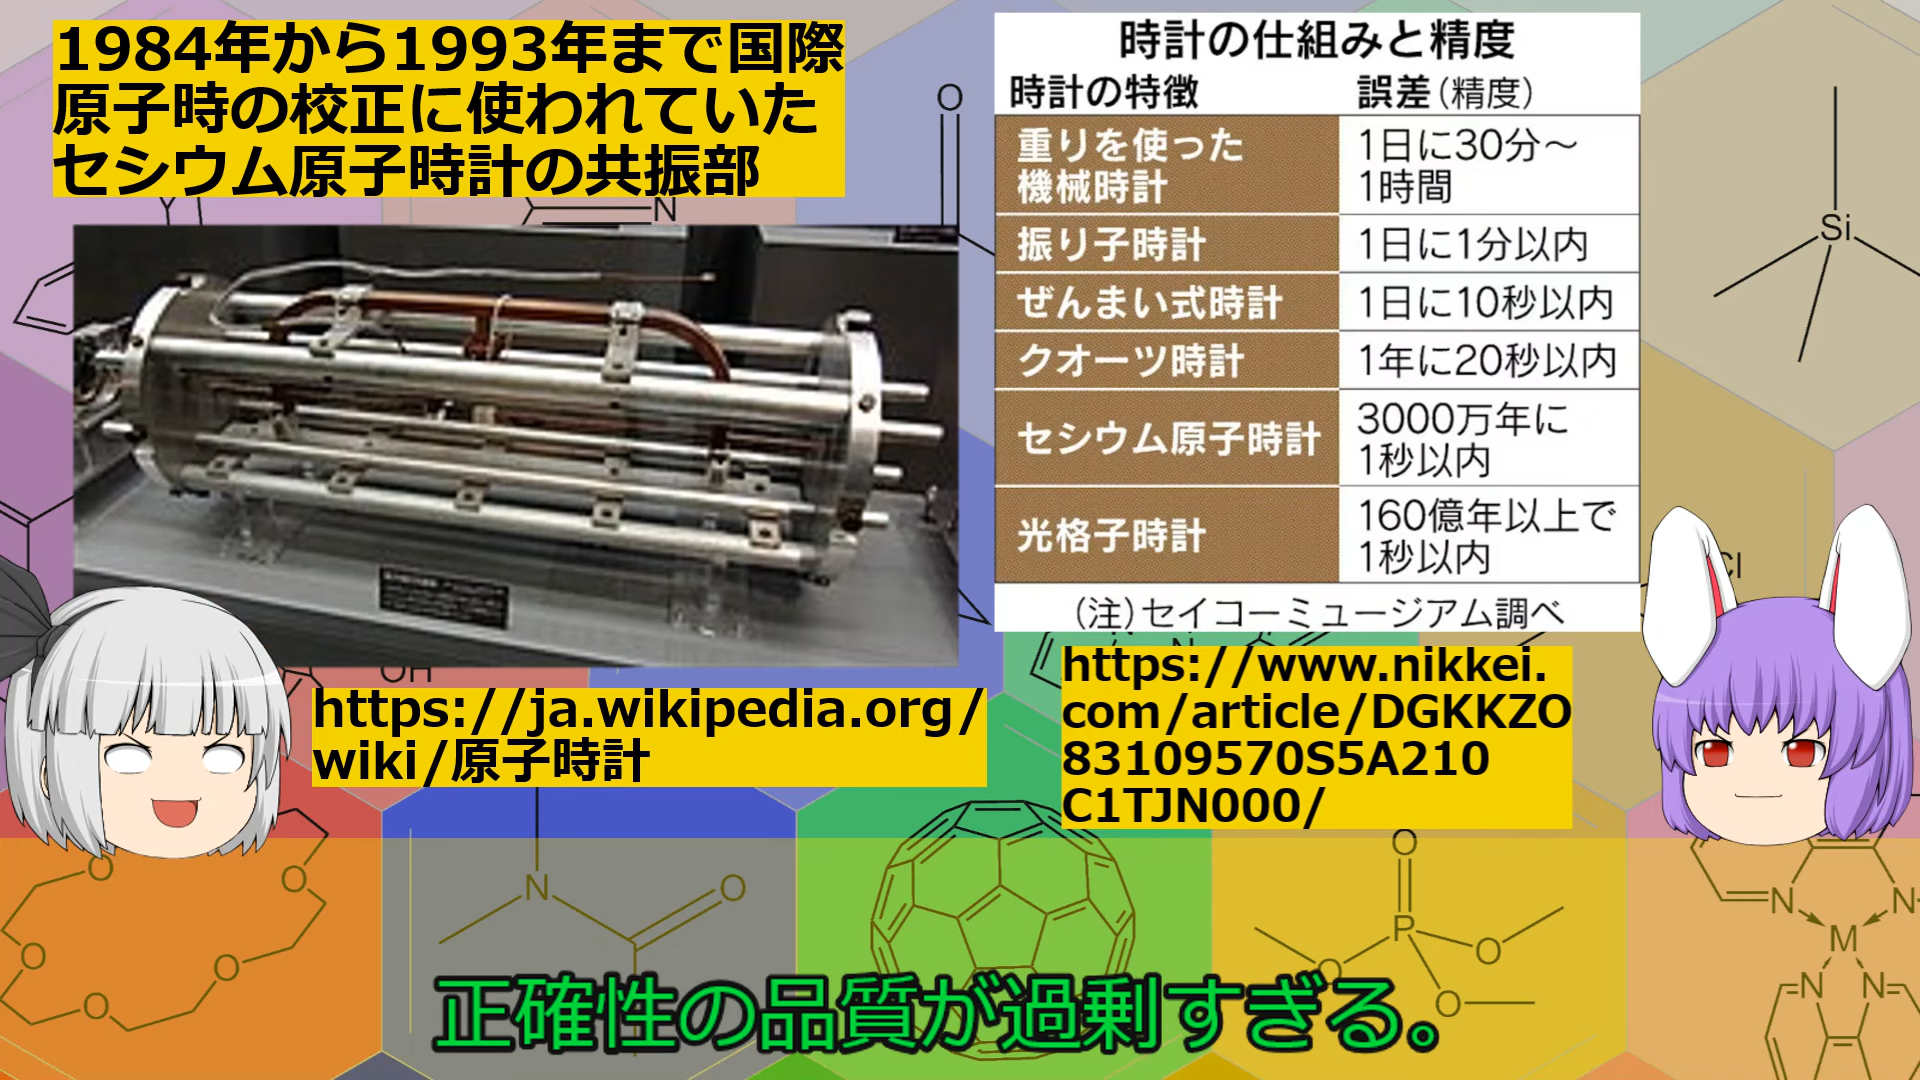 1984年から1993年まで国際
原子時の校正に使われていた
セシウム原子時計の共振部
時計の仕組みと精度
時計の特徴 誤差(精度)
重りを使った
機械時計
1日に30分〜
1時間
振り子時計 1日に1分以内
ぜんまい式時計 1日に10秒以内
クオーツ時計 1年に20秒以内
セシウム原子時計
3000万年に
1秒以内
光格子時計
160億年以上で
1秒以内
(注)セイコーミュージアム調べ
https://ja.wikipedia.org/
wiki/原子時計
https://www.nikkei.
com/article/DGKKZO
83109570S5A210
C1TJN000/
O
N
Si
Cl
OH
O
O
O
O
O
N
O
O
P
O
O
O
N
N
M
N
N
正確性の品質が過剰すぎる。